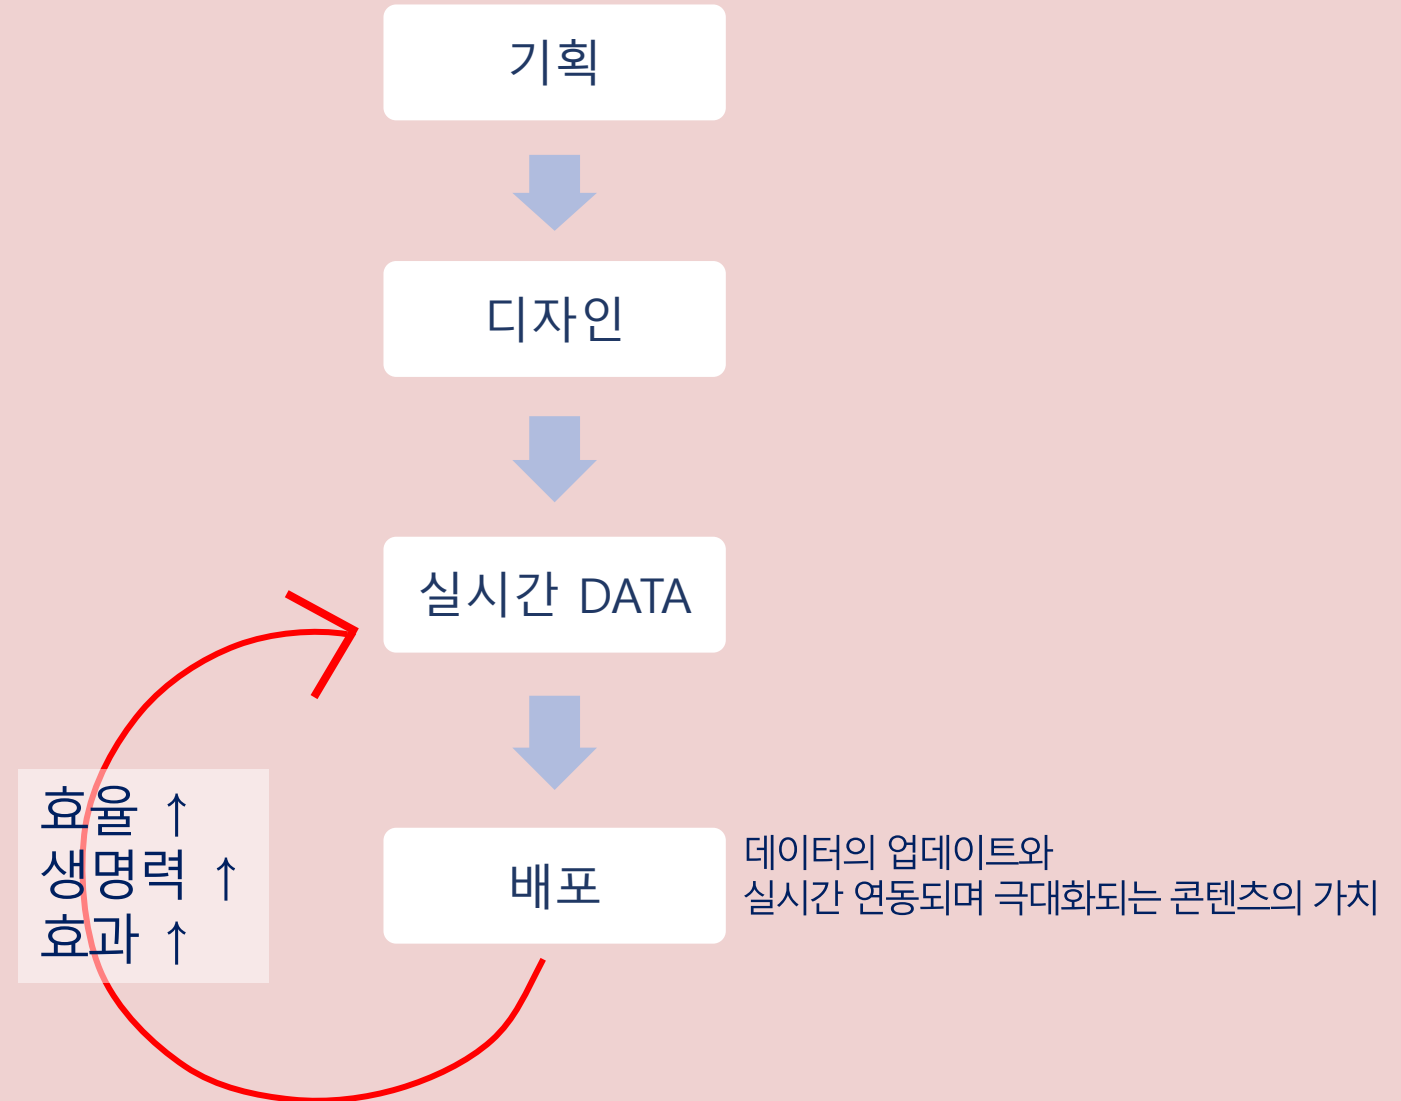 기획
디자인
실시간 DATA
효율 ↑
생명력 ↑
효과 ↑
배포
데이터의 업데이트와
실시간 연동되며 극대화되는 콘텐츠의 가치